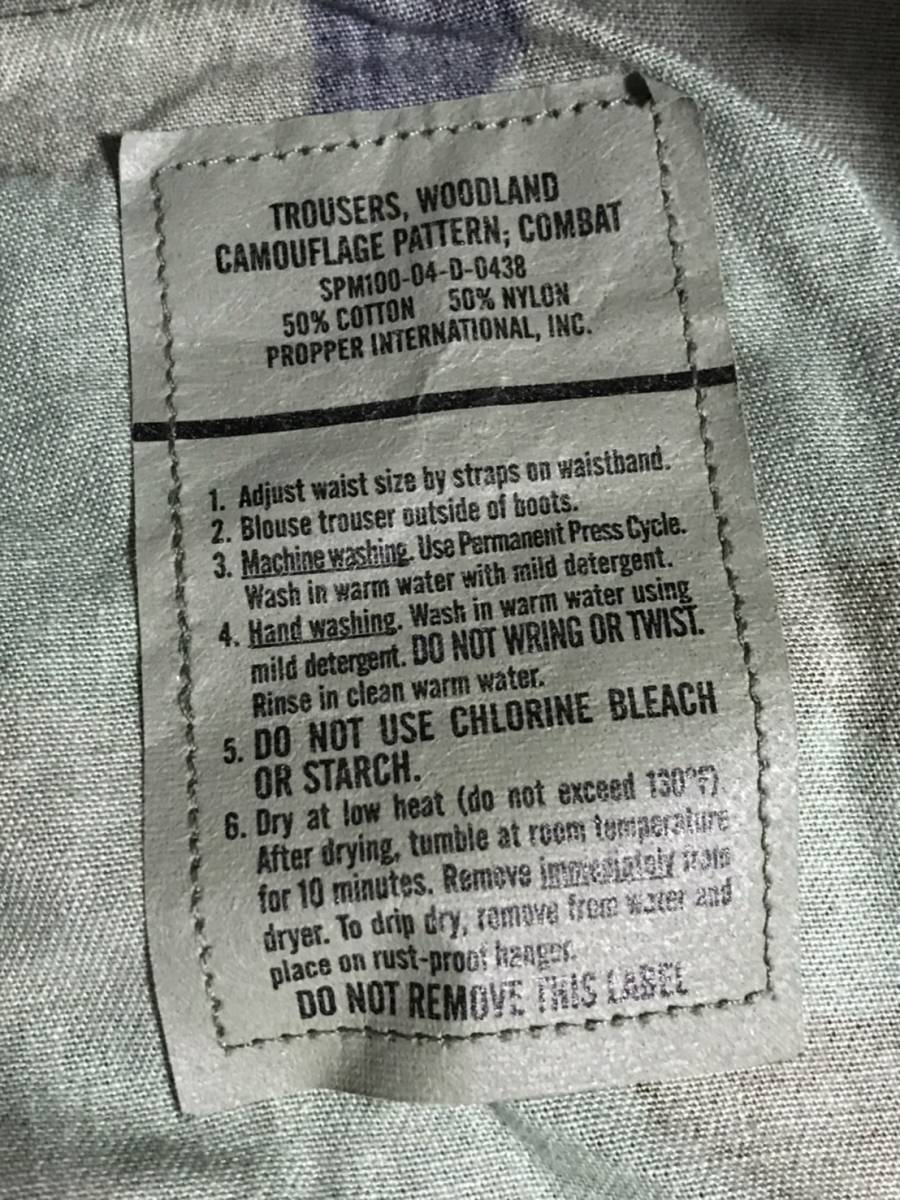 TROUSERS, WOODLAND
CAMOUFLAGE PATTERN; COMBAT
SPM100-04-D-0438
50% COTTON 50% NYLON
PROPPER INTERNATIONAL, INC.
1. Adjust waist size by straps on waistband.
2. Blouse trouser outside of boots.
3. Machine washing. Use Permanent Press Cycle.
Wash in warm water with mild detergent.
4. Hand washing. Wash in warm water using
mild detergent. DO NOT WRING OR TWIST.
Rinse in clean warm water.
5. DO NOT USE CHLORINE BLEACH
OR STARCH.
6. Dry at low heat (do not exceed 130°F).
After drying, tumble at room temperature
for 10 minutes. Remove immediately from
dryer. To drip dry, remove from water and
place on rust-proof hanger.
DO NOT REMOVE THIS LABEL